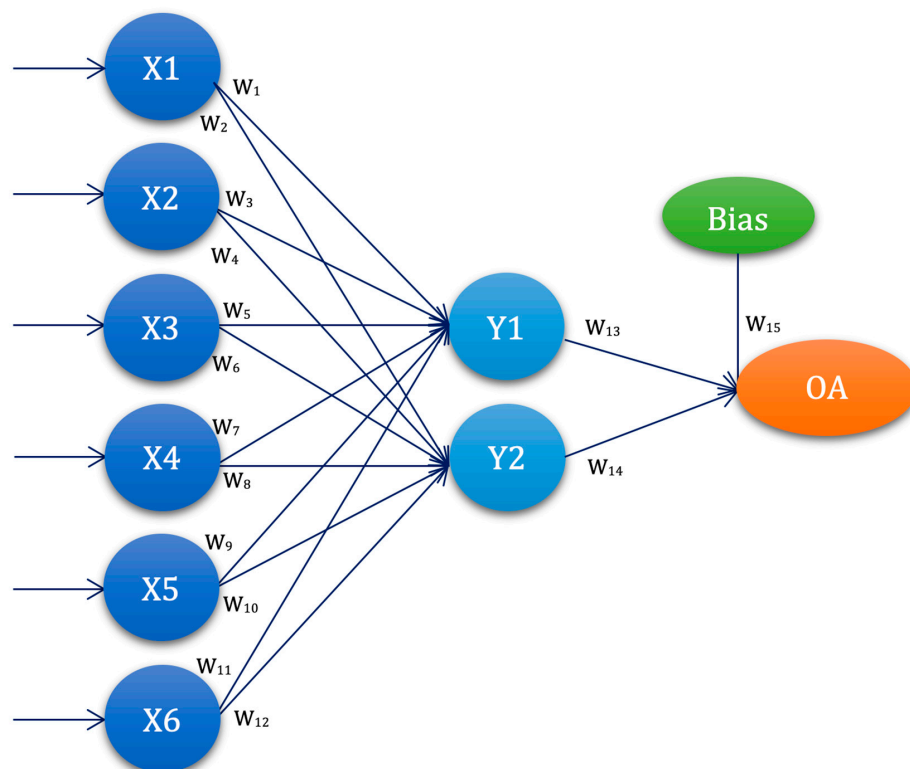 X1
W₁
W₂
X2
W₃
Bias
W₄
X3
W₅
Y1
W₁₃
W₁₅
W₆
OA
X4
W₇
Y2
W₈
W₁₄
W₉
X5
W₁₀
W₁₁
X6
W₁₂